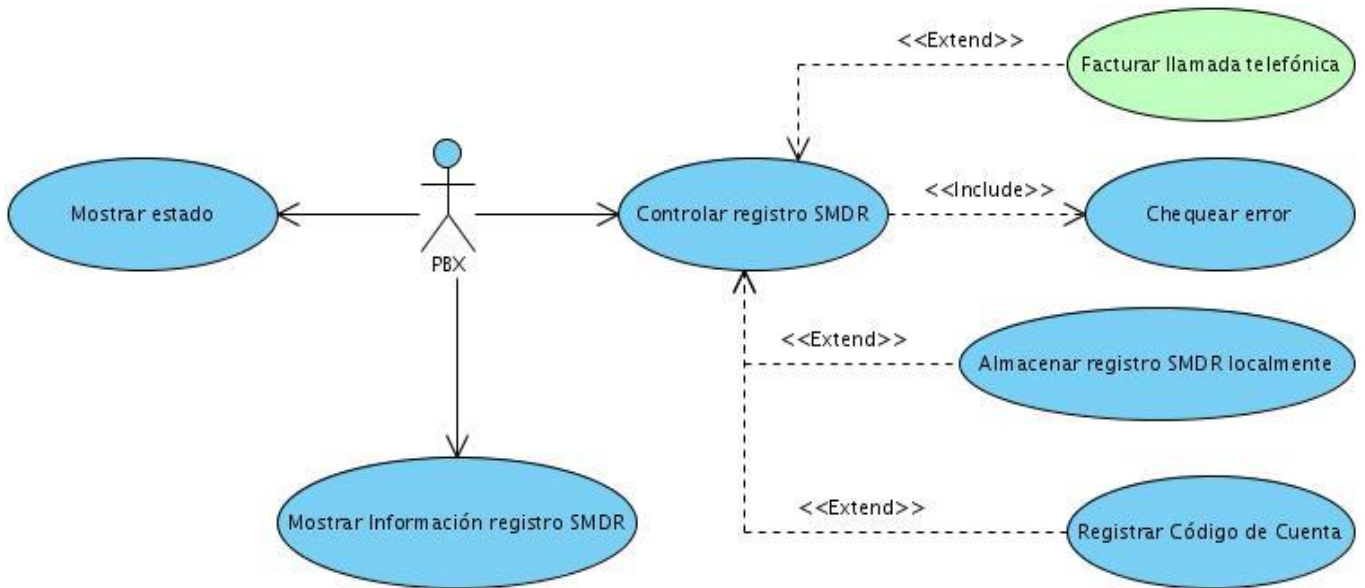 <<Extend>>
Facturar llamada telefónica
Mostrar estado
PBX
Controlar registro SMDR
<<Include>>
Chequear error
<<Extend>>
Almacenar registro SMDR localmente
Mostrar Información registro SMDR
<<Extend>>
Registrar Código de Cuenta